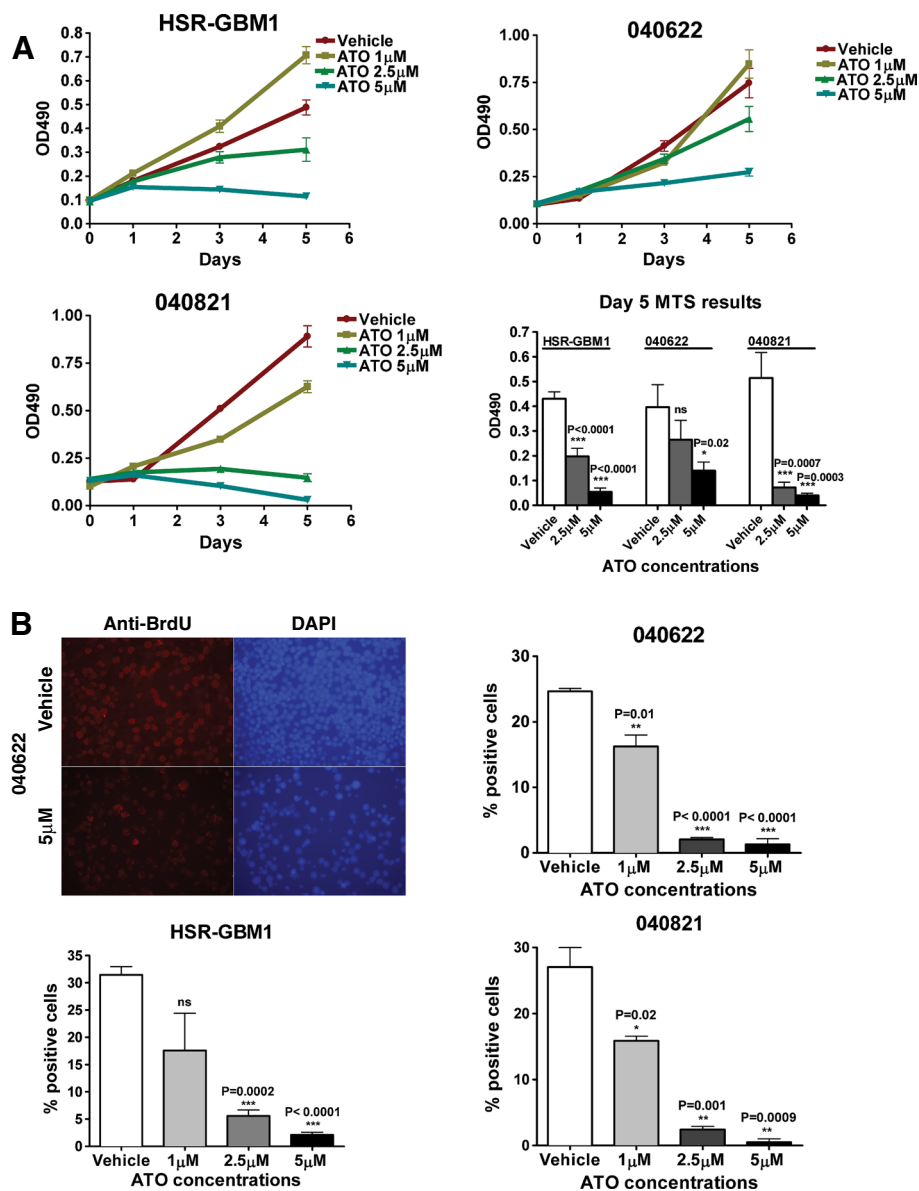 A
HSR-GBM1
Vehicle
ATO 1μM
ATO 2.5μM
ATO 5μM
OD490
0.8
0.7
0.6
0.5
0.4
0.3
0.2
0.1
0 1 2 3 4 5 6
Days
040622
Vehicle
ATO 1μM
ATO 2.5μM
ATO 5μM
OD490
1.00
0.75
0.50
0.25
0.00
0 1 2 3 4 5 6
Days
040821
Vehicle
ATO 1μM
ATO 2.5μM
ATO 5μM
OD490
1.00
0.75
0.50
0.25
0.00
0 1 2 3 4 5 6
Days
Day 5 MTS results
HSR-GBM1 040622 040821
OD490
0.7
0.6
0.5
0.4
0.3
0.2
0.1
0.0
P<0.0001
***
P<0.0001
***
ns
P=0.02
*
P=0.0007
***
P=0.0003
***
Vehicle 2.5μM 5μM Vehicle 2.5μM 5μM Vehicle 2.5μM 5μM
ATO concentrations
B
Anti-BrdU DAPI
040622
Vehicle
5μM
040622
% positive cells
30
20
10
0
P=0.01
**
P< 0.0001
***
P< 0.0001
***
Vehicle 1μM 2.5μM 5μM
ATO concentrations
HSR-GBM1
% positive cells
35
30
25
20
15
10
5
0
ns
P=0.0002
***
P< 0.0001
***
Vehicle 1μM 2.5μM 5μM
ATO concentrations
040821
% positive cells
30
20
10
0
P=0.02
*
P=0.001
**
P=0.0009
**
Vehicle 1μM 2.5μM 5μM
ATO concentrations